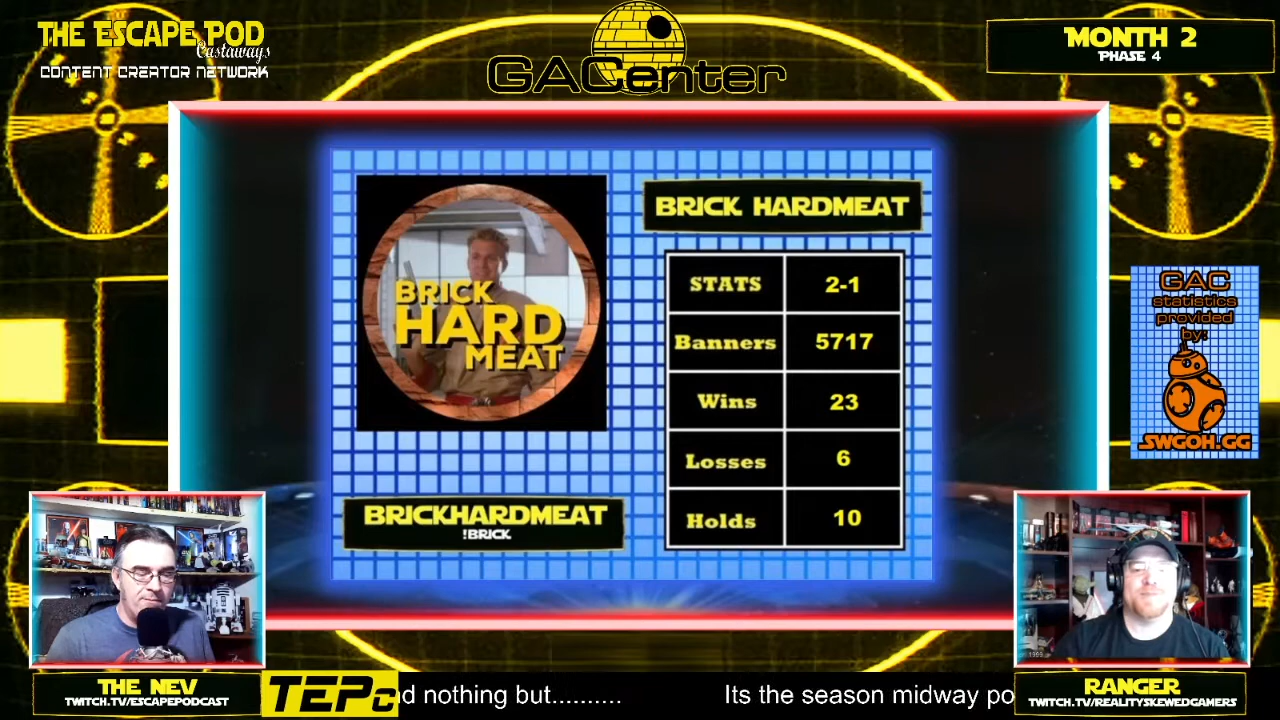 THE ESCAPE POD
Castaways
CONTENT CREATOR NETWORK
GACenter
MONTH 2
PHASE 4
BRICK
HARD
MEAT
BRICK HARDMEAT
STATS 2-1
Banners 5717
Wins 23
Losses 6
Holds 10
BRICKHARDMEAT
!BRICK
GAC
statistics
provided
by:
SWGOH.GG
THE NEV
TWITCH.TV/ESCAPEPODCAST
TEPc
d nothing but.......... Its the season midway po
RANGER
TWITCH.TV/REALITYSKEWEDGAMERS